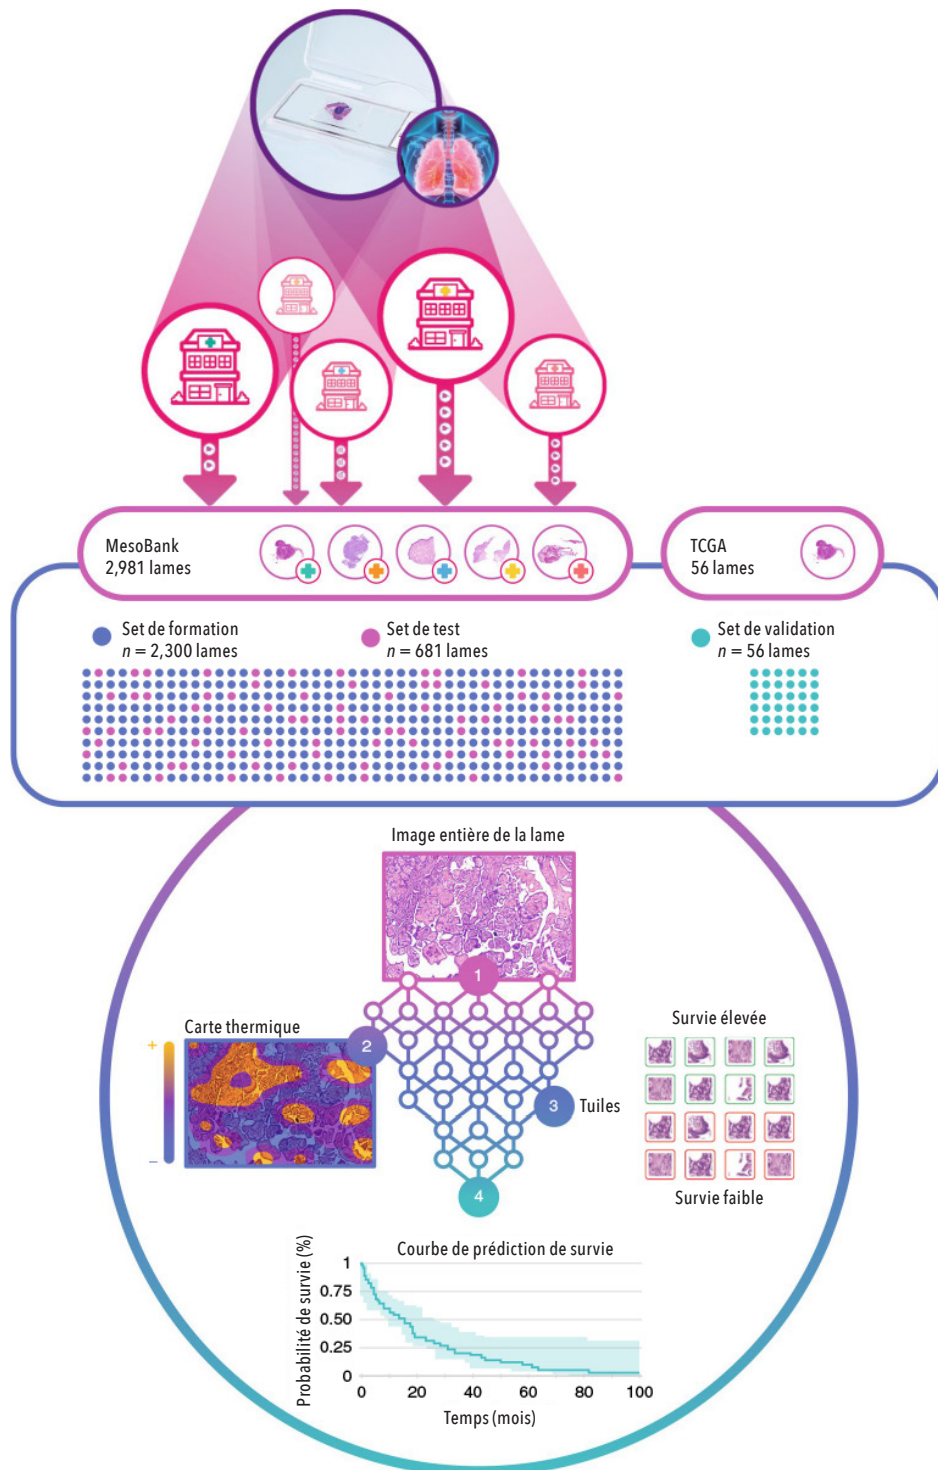 MesoBank
2,981 lames
TCGA
56 lames
Set de formation
n = 2,300 lames
Set de test
n = 681 lames
Set de validation
n = 56 lames
Image entière de la lame
1
Carte thermique
2
+
–
3
Tuiles
Survie élevée
Survie faible
4
Courbe de prédiction de survie
Probabilité de survie (%)
1
0.75
0.50
0.25
0
0 20 40 60 80 100
Temps (mois)